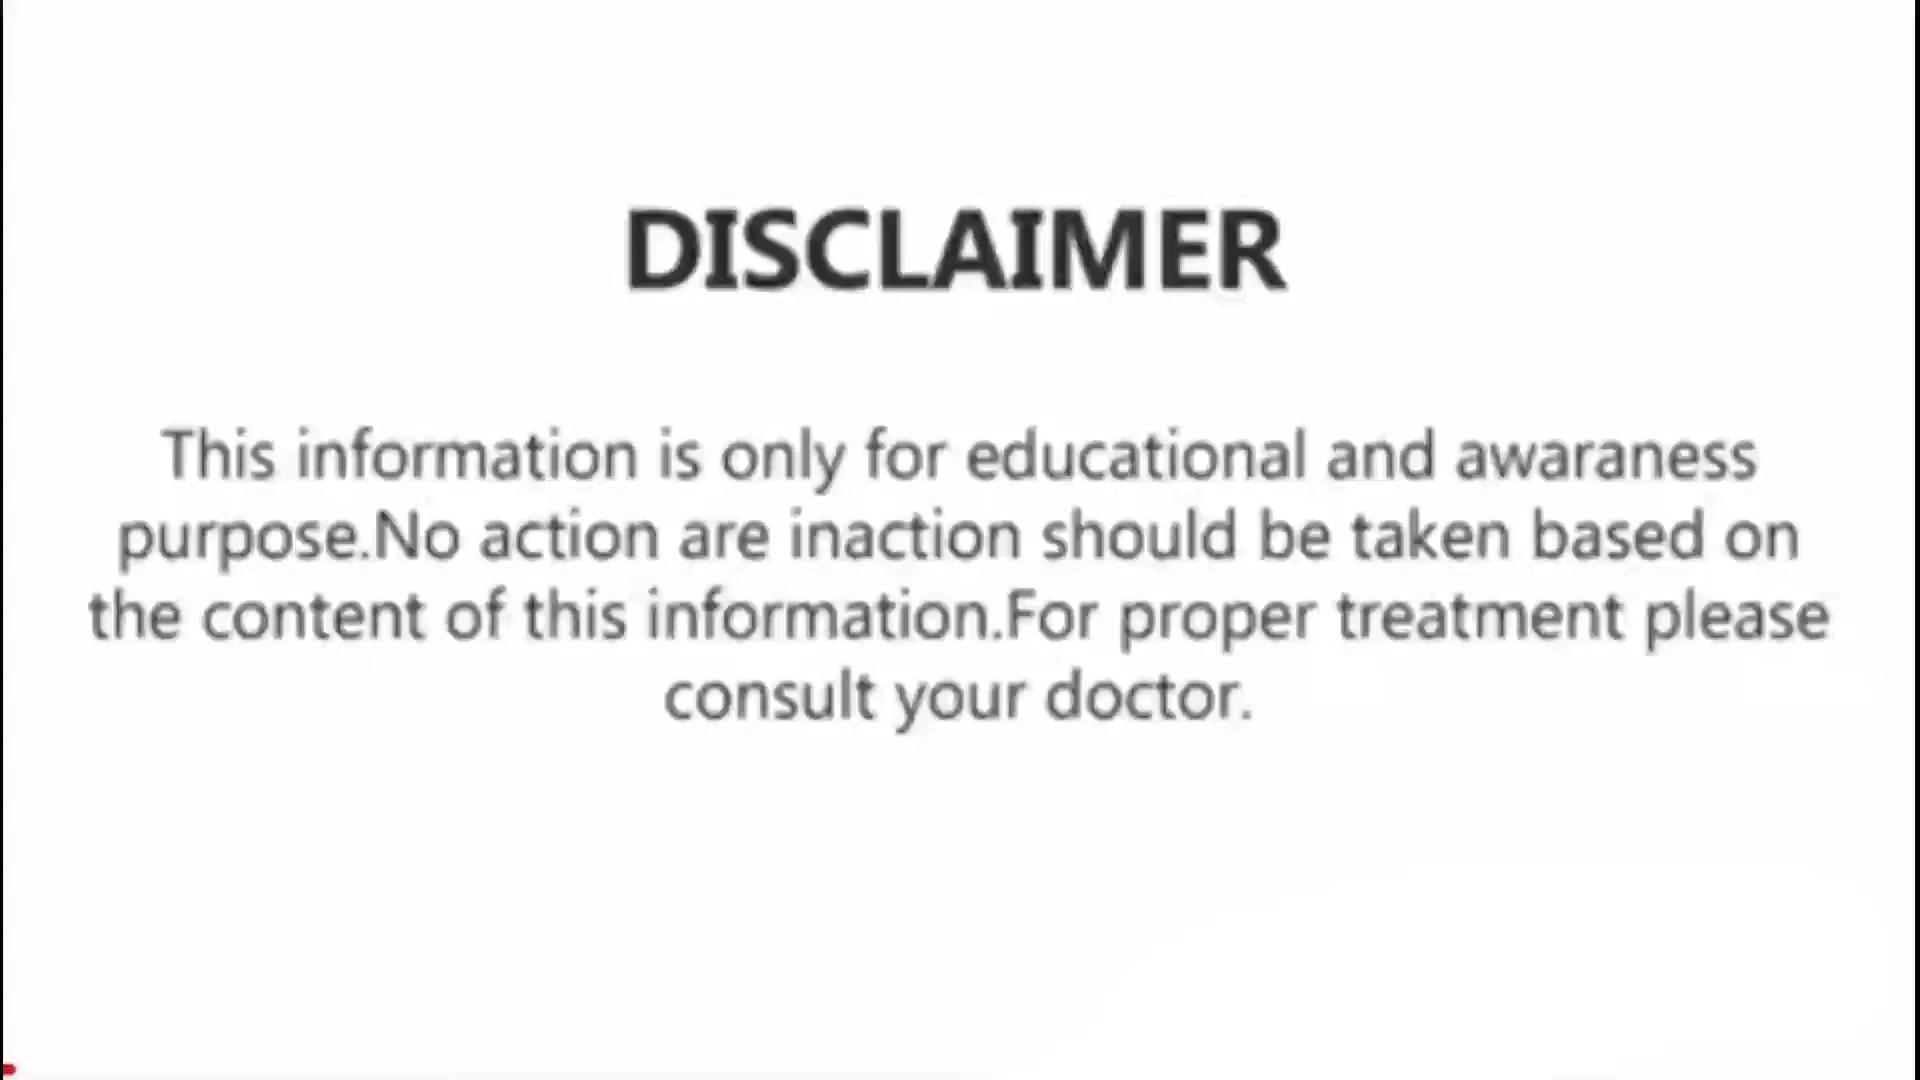 DISCLAIMER
This information is only for educational and awaraness
purpose.No action are inaction should be taken based on
the content of this information.For proper treatment please
consult your doctor.